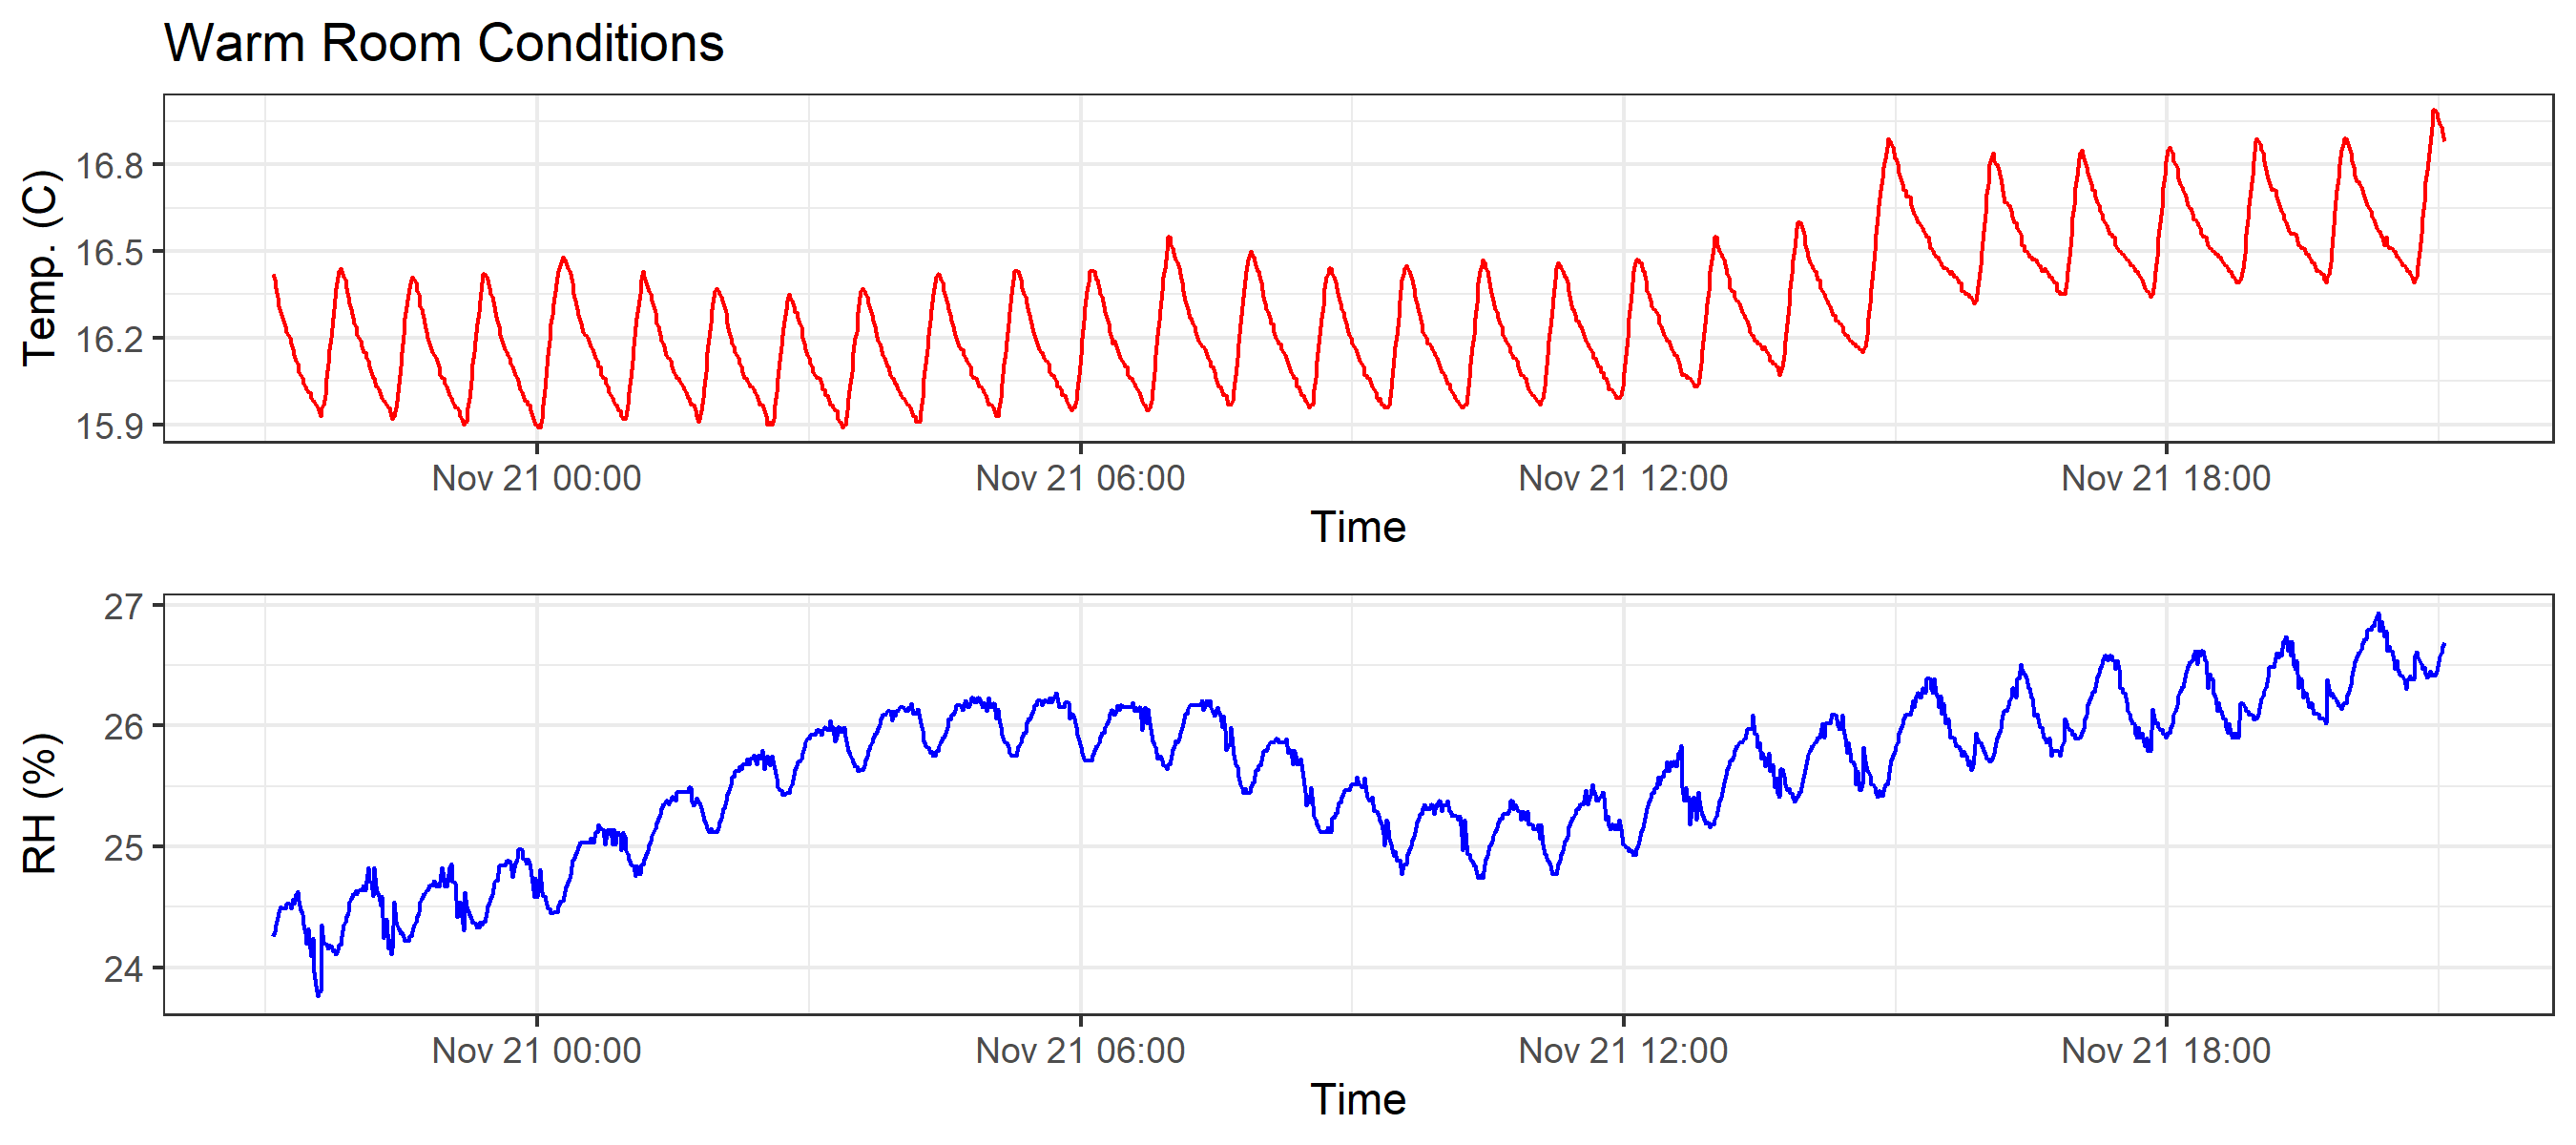 Warm Room Conditions
Temp. (C)
16.8
16.5
16.2
15.9
Nov 21 00:00 Nov 21 06:00 Nov 21 12:00 Nov 21 18:00
Time
RH (%)
27
26
25
24
Nov 21 00:00 Nov 21 06:00 Nov 21 12:00 Nov 21 18:00
Time